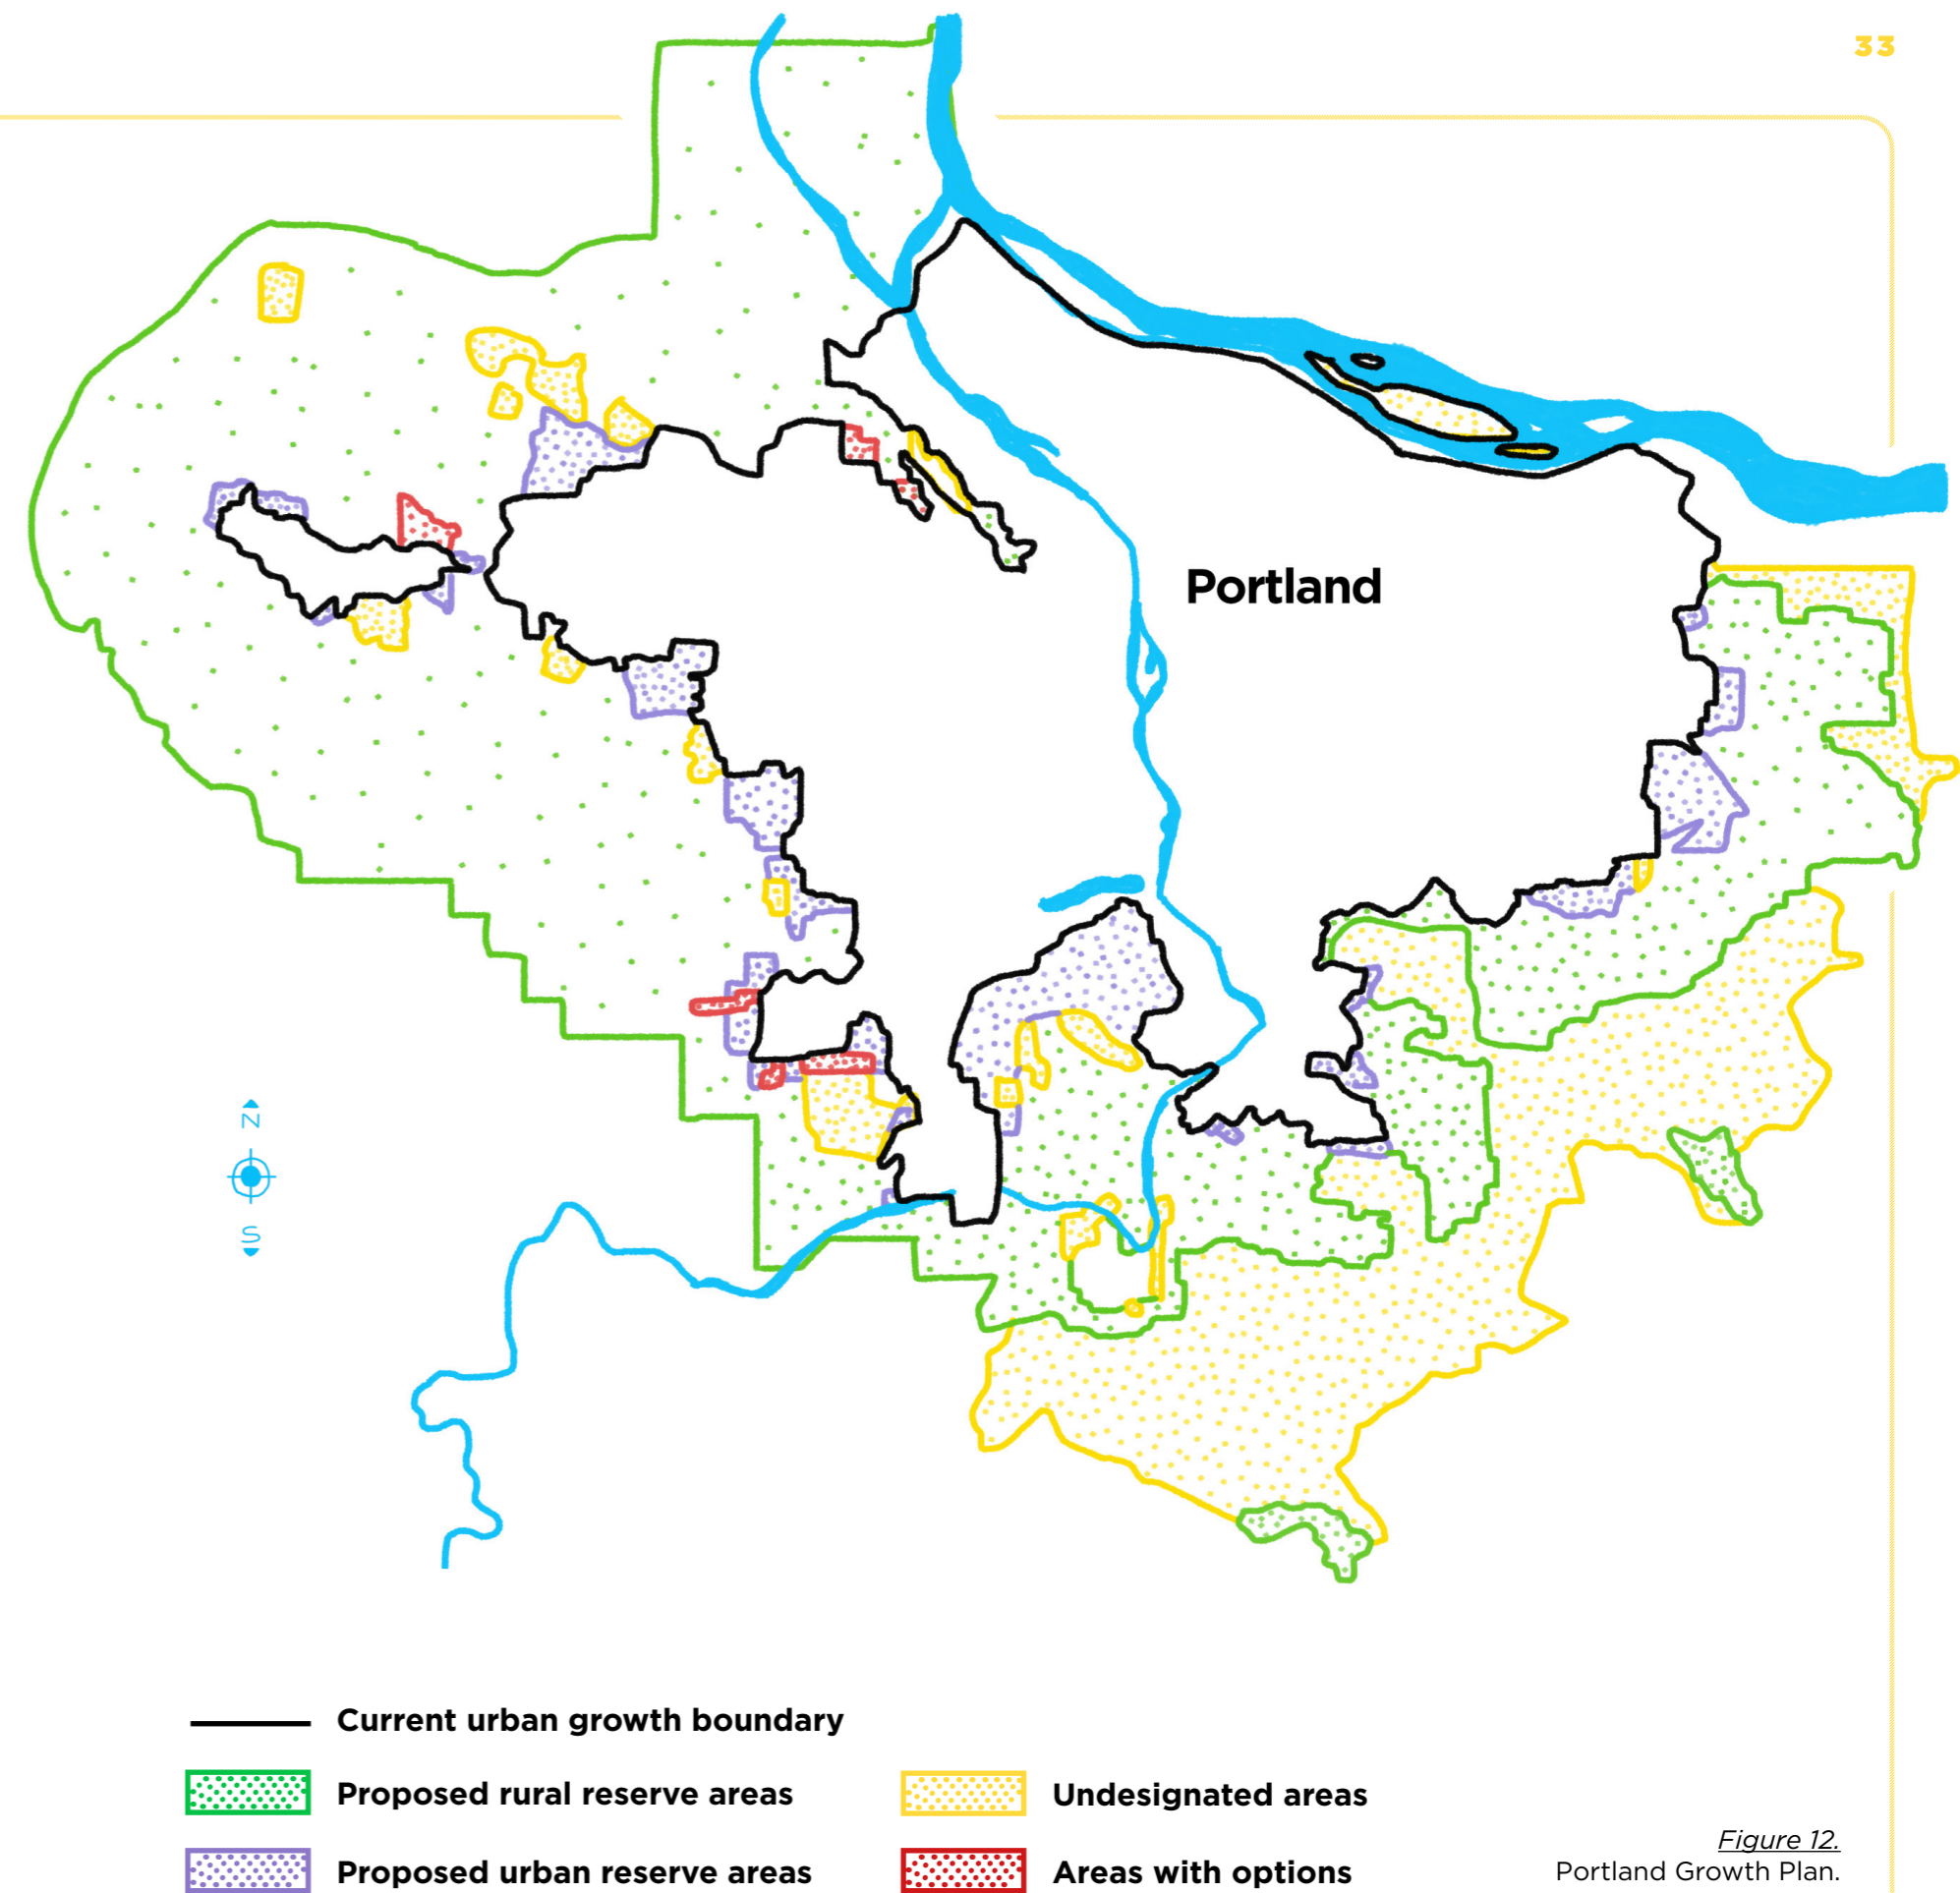 33
Portland
N
S
Current urban growth boundary
Proposed rural reserve areas
Undesignated areas
Proposed urban reserve areas
Areas with options
Figure 12.
Portland Growth Plan.